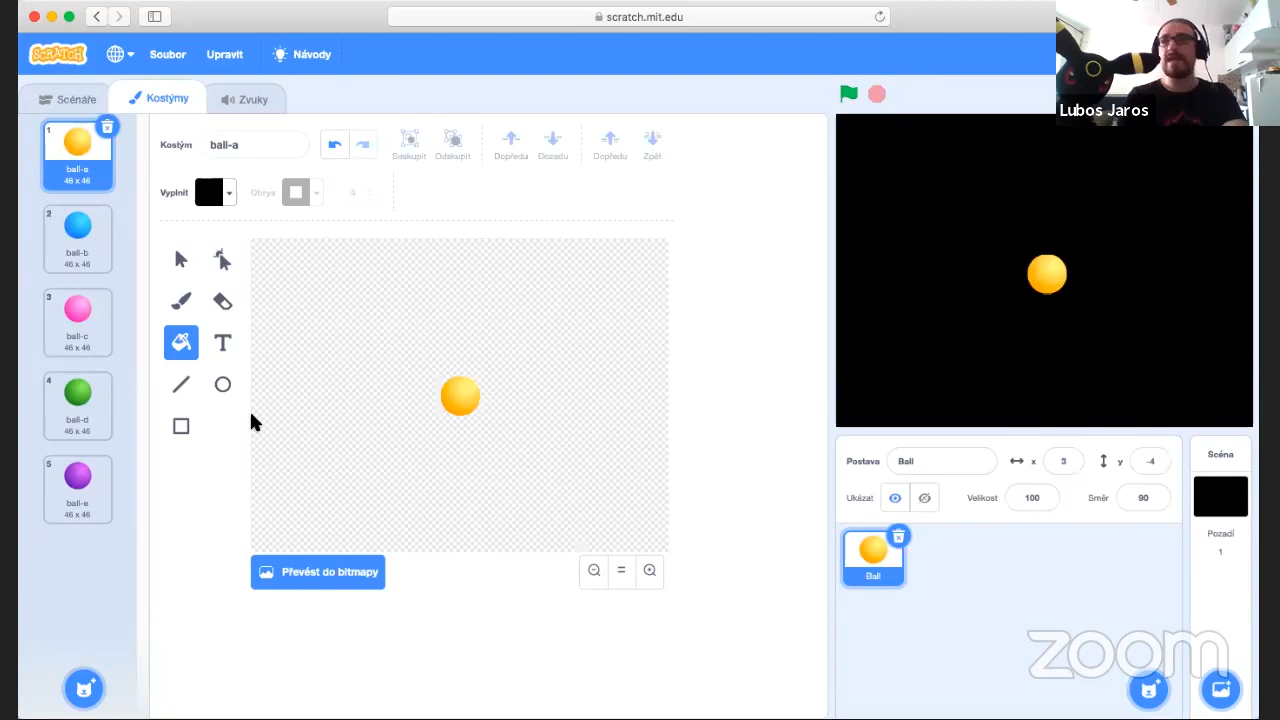 scratch.mit.edu
SCRATCH
Soubor
Upravit
Návody
Lubos Jaros
Scénáře
Kostýmy
Zvuky
1
ball-a
46 x 46
2
ball-b
46 x 46
3
ball-c
46 x 46
4
ball-d
46 x 46
5
ball-e
46 x 46
Kostým
ball-a
Seskupit
Odskupit
Dopředu
Dozadu
Dopředu
Zpět
Vyplnit
Obrys
4
T
Převést do bitmapy
Postava
Ball
x
3
y
-4
Ukázat
Velikost
100
Směr
90
Ball
Scéna
Pozadí
1
zoom